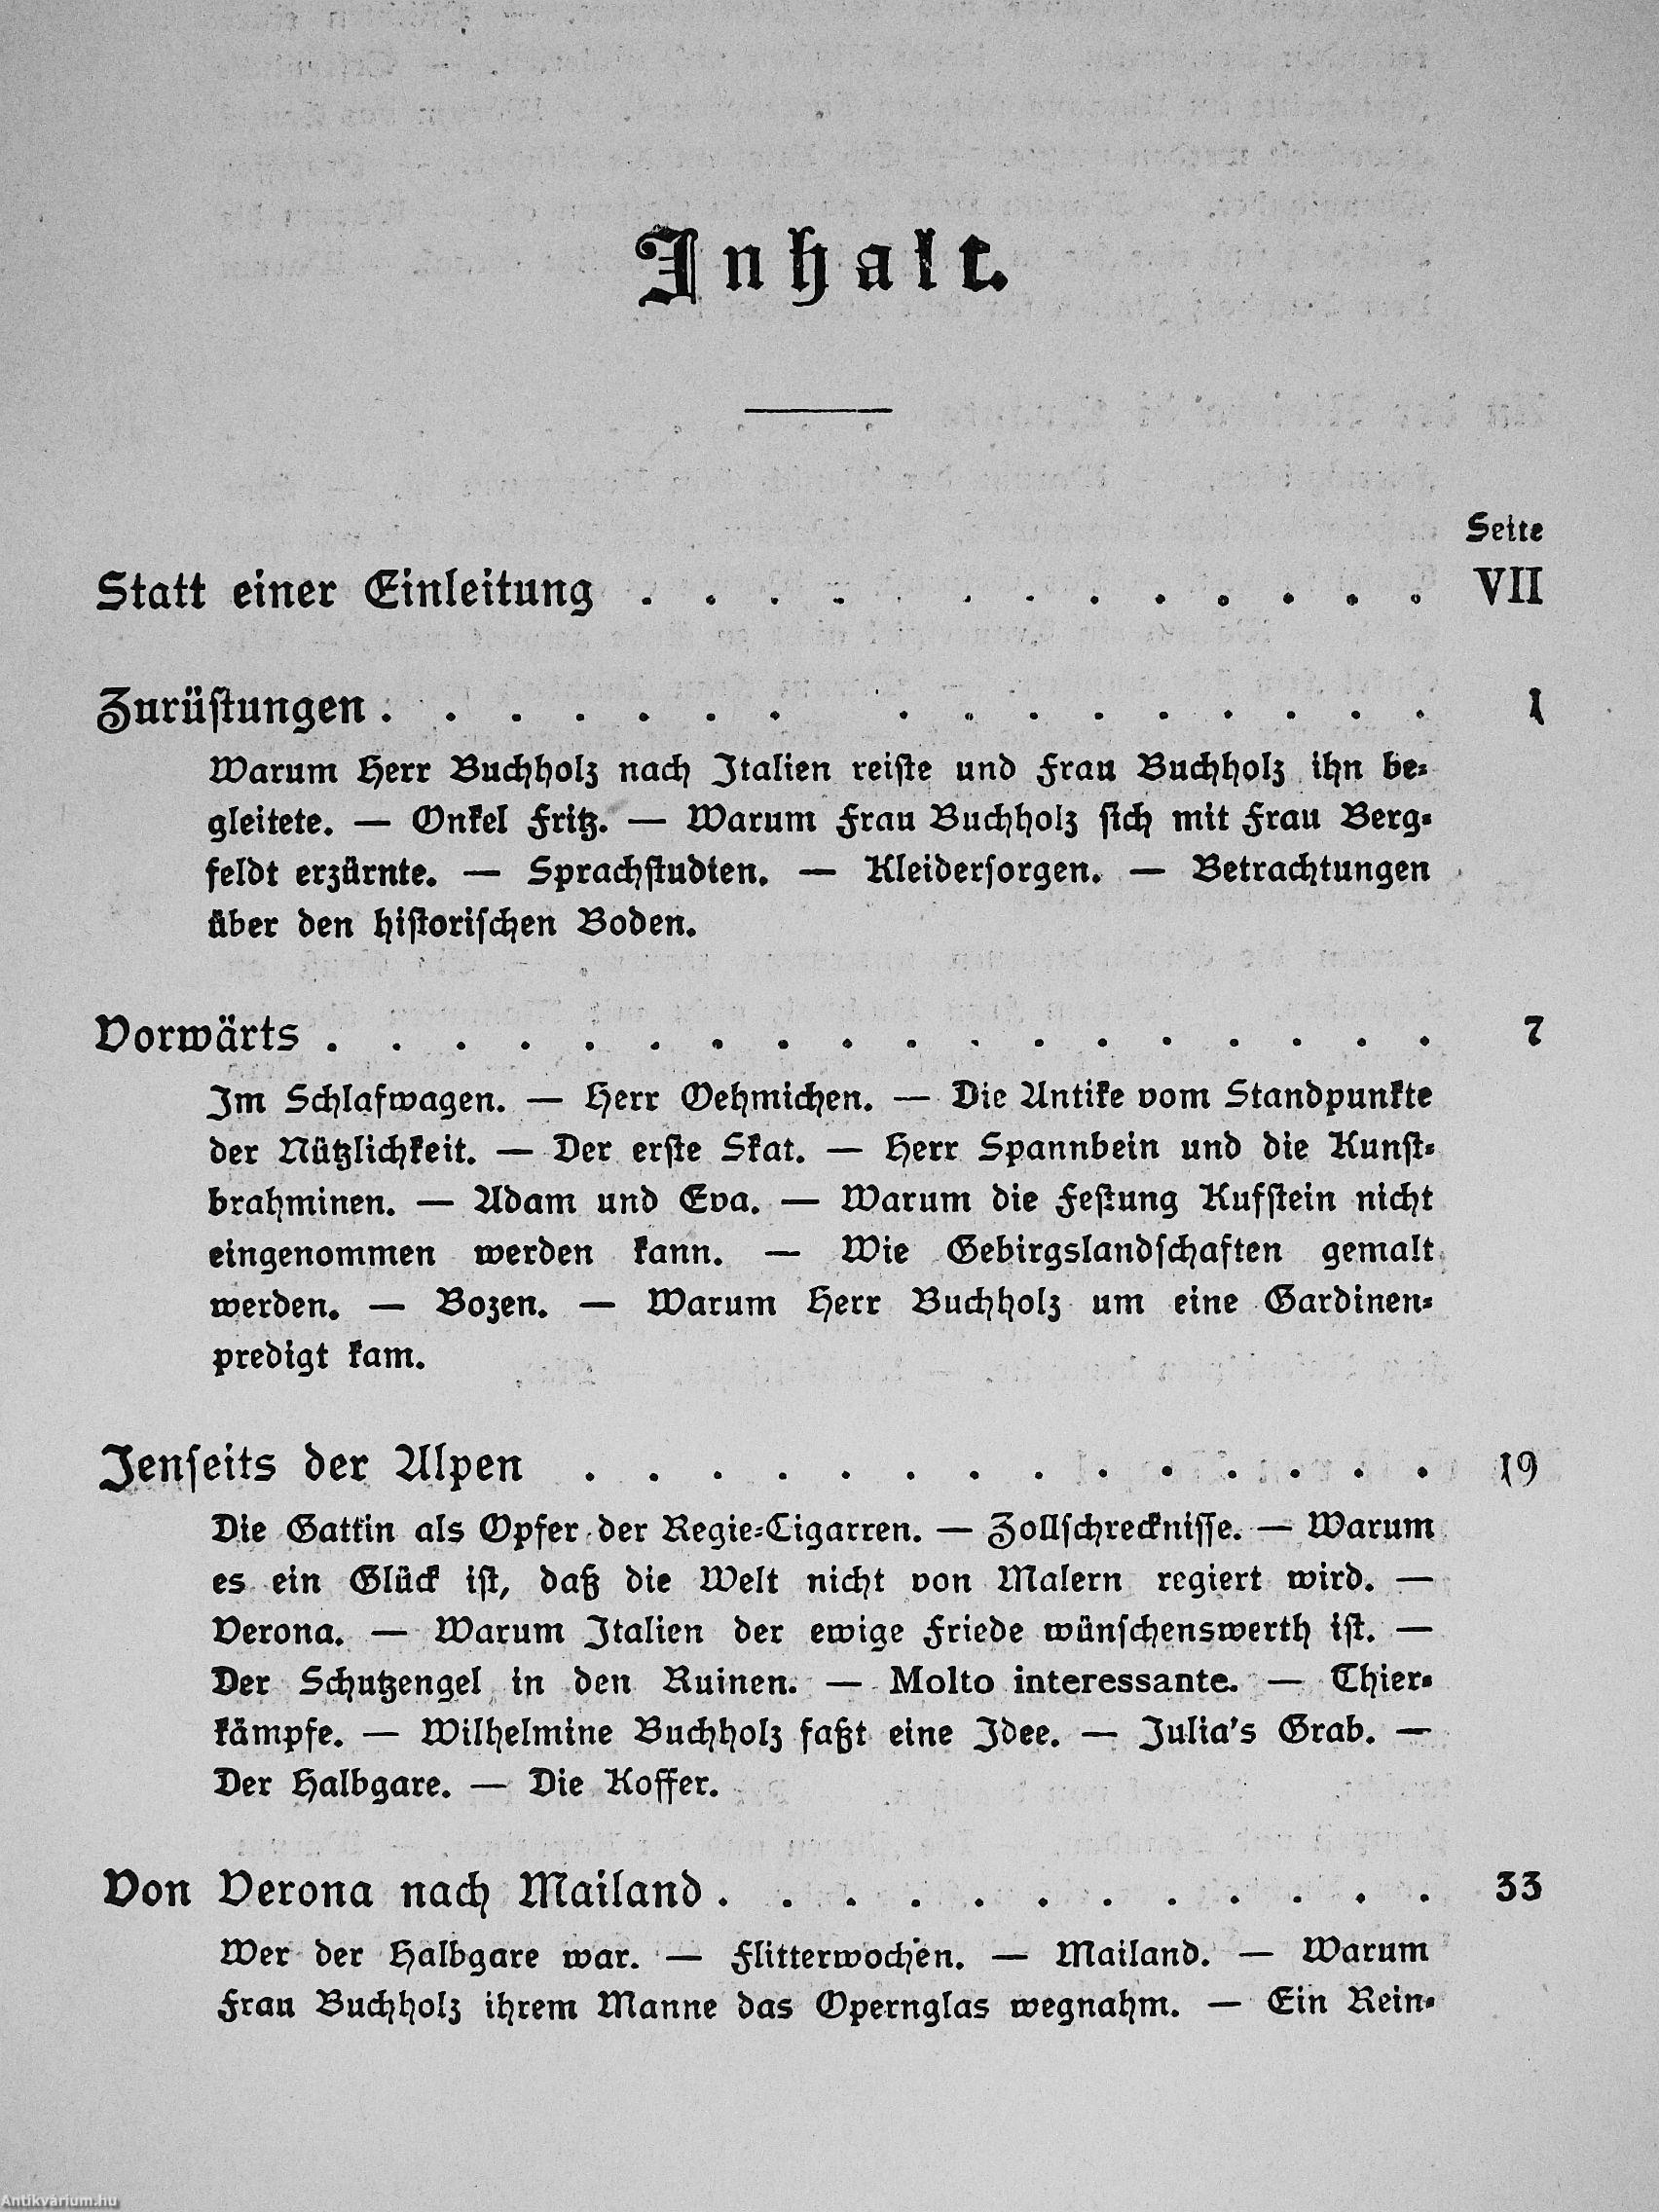 Inhalt.
Seite
Statt einer Einleitung . . . . . . . . . . . . . VII
Zurüstungen . . . . . . . . . . . . . . . . 1
Warum Herr Buchholz nach Italien reiste und Frau Buchholz ihn be-
gleitete. — Onkel Fritz. — Warum Frau Buchholz sich mit Frau Berg-
feldt erzürnte. — Sprachstudien. — Kleidersorgen. — Betrachtungen
über den historischen Boden.
Vorwärts . . . . . . . . . . . . . . . . . . 7
Im Schlafwagen. — Herr Oehmichen. — Die Antike vom Standpunkte
der Nützlichkeit. — Der erste Skat. — Herr Spannbein und die Kunst-
brahminen. — Adam und Eva. — Warum die Festung Kufstein nicht
eingenommen werden kann. — Wie Gebirgslandschaften gemalt
werden. — Bozen. — Warum Herr Buchholz um eine Gardinen-
predigt kam.
Jenseits der Alpen . . . . . . . . . . . . . . 19
Die Gattin als Opfer der Regie-Cigarren. — Zollschrecknisse. — Warum
es ein Glück ist, daß die Welt nicht von Malern regiert wird. —
Verona. — Warum Italien der ewige Friede wünschenswerth ist. —
Der Schutzengel in den Ruinen. — Molto interessante. — Thier-
kämpfe. — Wilhelmine Buchholz faßt eine Idee. — Julia's Grab. —
Der Halbgare. — Die Koffer.
Von Verona nach Mailand . . . . . . . . . . . . 33
Wer der Halbgare war. — Flitterwochen. — Mailand. — Warum
Frau Buchholz ihrem Manne das Opernglas wegnahm. — Ein Rein-
Antikvárium.hu